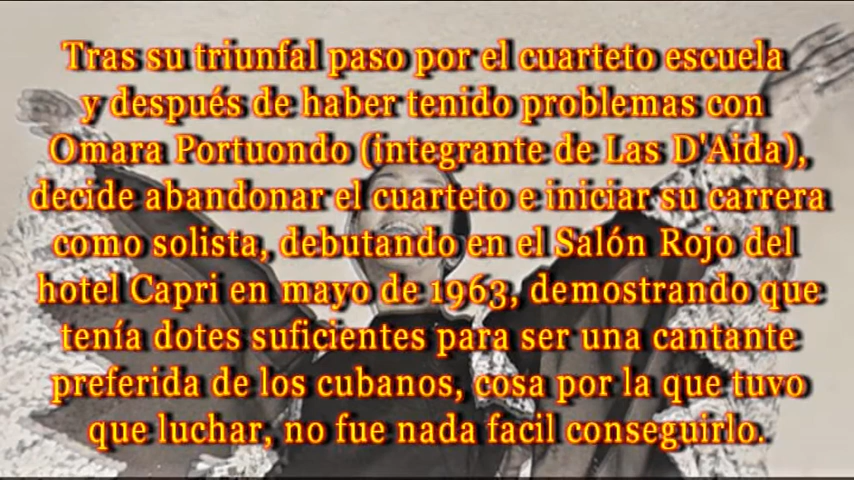 Tras su triunfal paso por el cuarteto escuela
y después de haber tenido problemas con
Omara Portuondo (integrante de Las D'Aida),
decide abandonar el cuarteto e iniciar su carrera
como solista, debutando en el Salón Rojo del
hotel Capri en mayo de 1963, demostrando que
tenía dotes suficientes para ser una cantante
preferida de los cubanos, cosa por la que tuvo
que luchar, no fue nada facil conseguirlo.